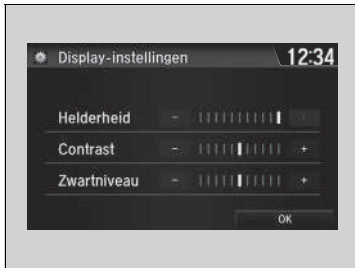 Display-instellingen 12:34
Helderheid - +
Contrast - +
Zwartniveau - +
OK